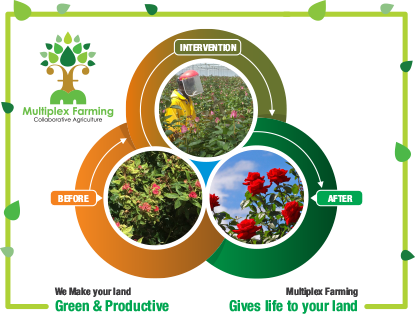 INTERVENTION
Multiplex Farming
Collaborative Agriculture
BEFORE
AFTER
We Make your land
Green & Productive
Multiplex Farming
Gives life to your land